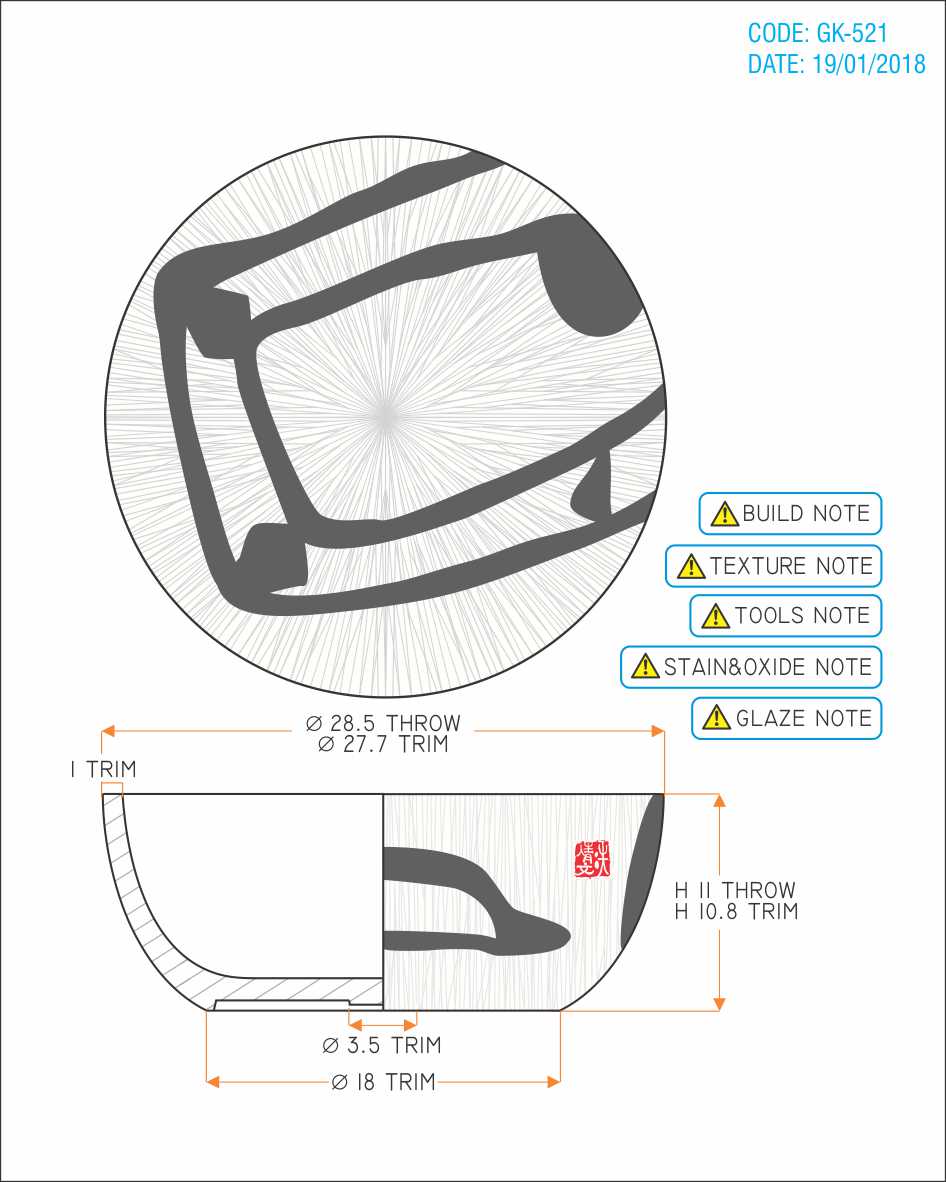 CODE: GK-521
DATE: 19/01/2018
BUILD NOTE
TEXTURE NOTE
TOOLS NOTE
STAIN&OXIDE NOTE
GLAZE NOTE
Ø 28.5 THROW
Ø 27.7 TRIM
1 TRIM
H 11 THROW
H 10.8 TRIM
Ø 3.5 TRIM
Ø 18 TRIM